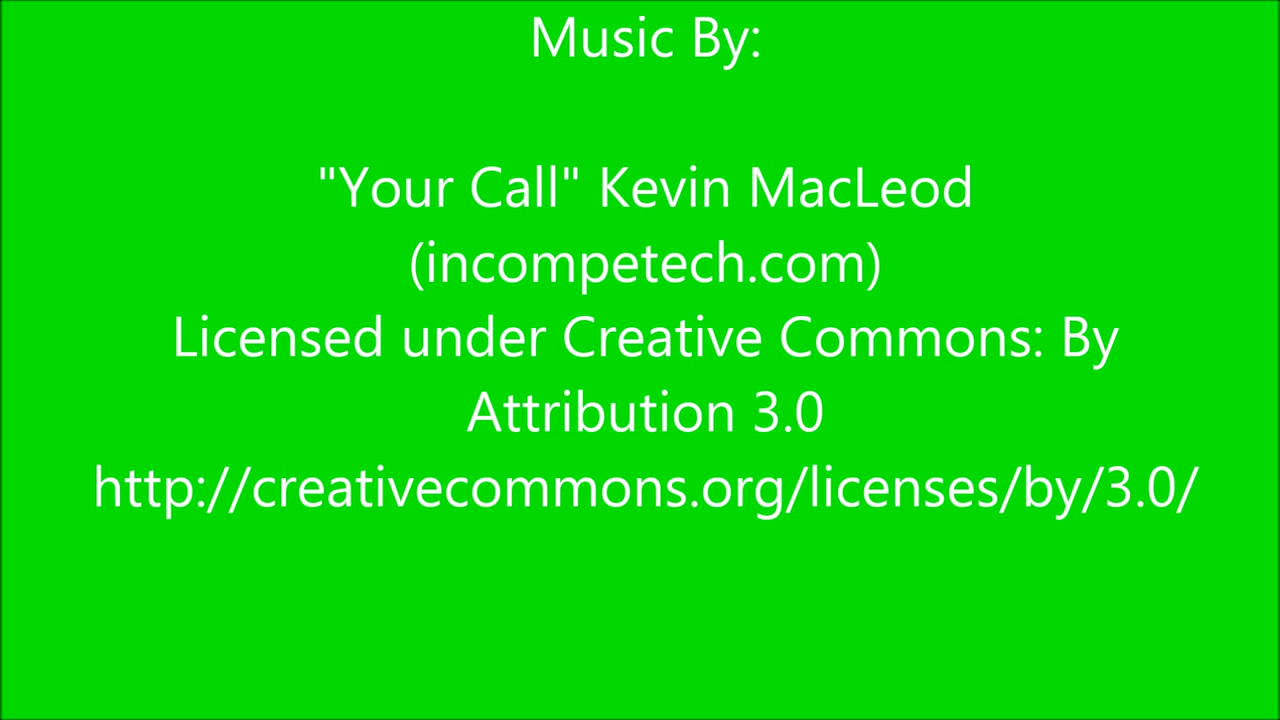 Music By:
"Your Call" Kevin MacLeod
(incompetech.com)
Licensed under Creative Commons: By
Attribution 3.0
http://creativecommons.org/licenses/by/3.0/